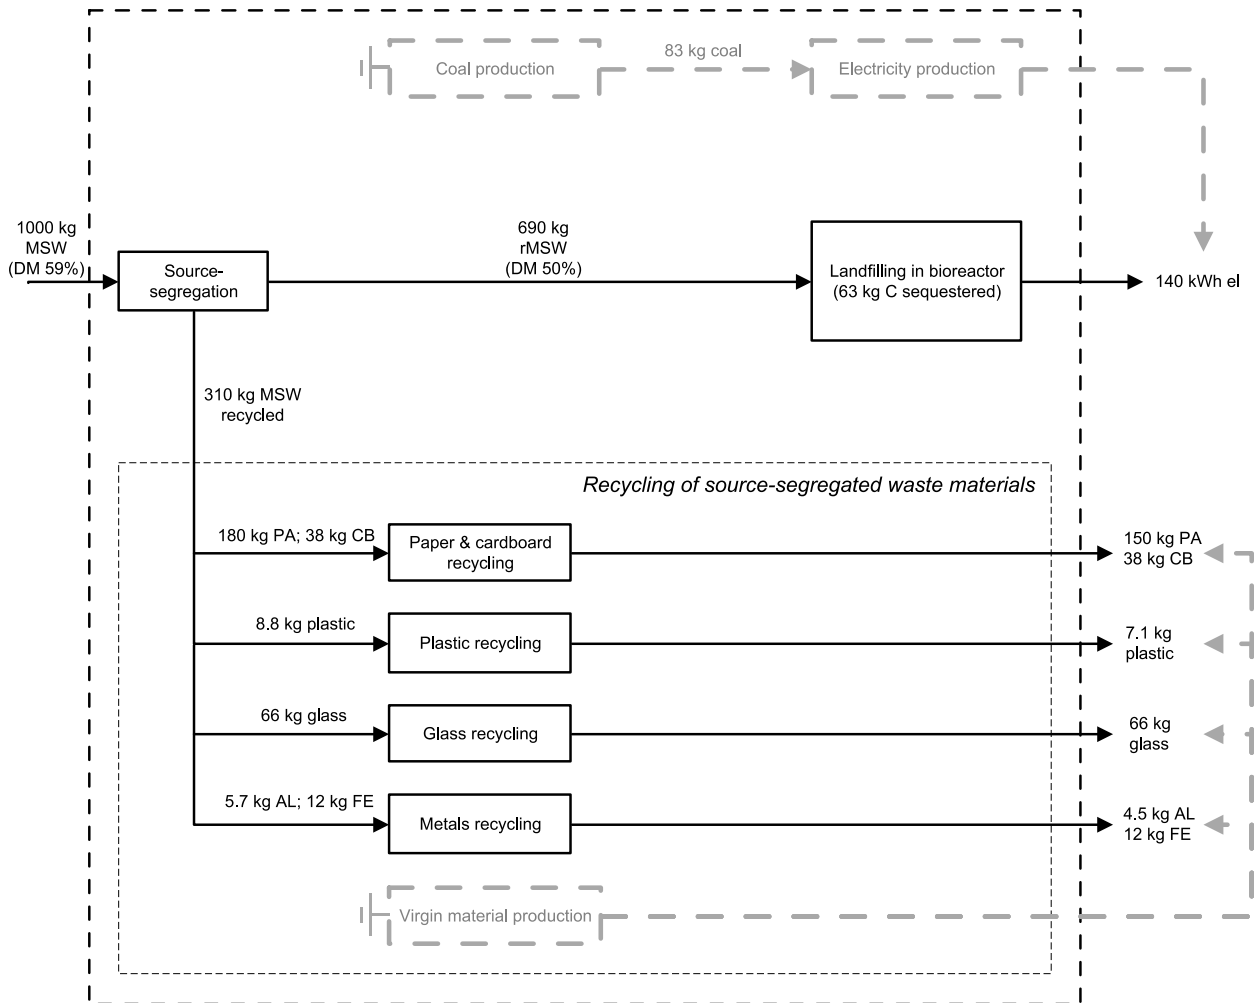 Coal production
83 kg coal
Electricity production
1000 kg
MSW
(DM 59%)
Source-
segregation
690 kg
rMSW
(DM 50%)
Landfilling in bioreactor
(63 kg C sequestered)
140 kWh el
310 kg MSW
recycled
Recycling of source-segregated waste materials
180 kg PA; 38 kg CB
Paper & cardboard
recycling
150 kg PA
38 kg CB
8.8 kg plastic
Plastic recycling
7.1 kg
plastic
66 kg glass
Glass recycling
66 kg
glass
5.7 kg AL; 12 kg FE
Metals recycling
4.5 kg AL
12 kg FE
Virgin material production